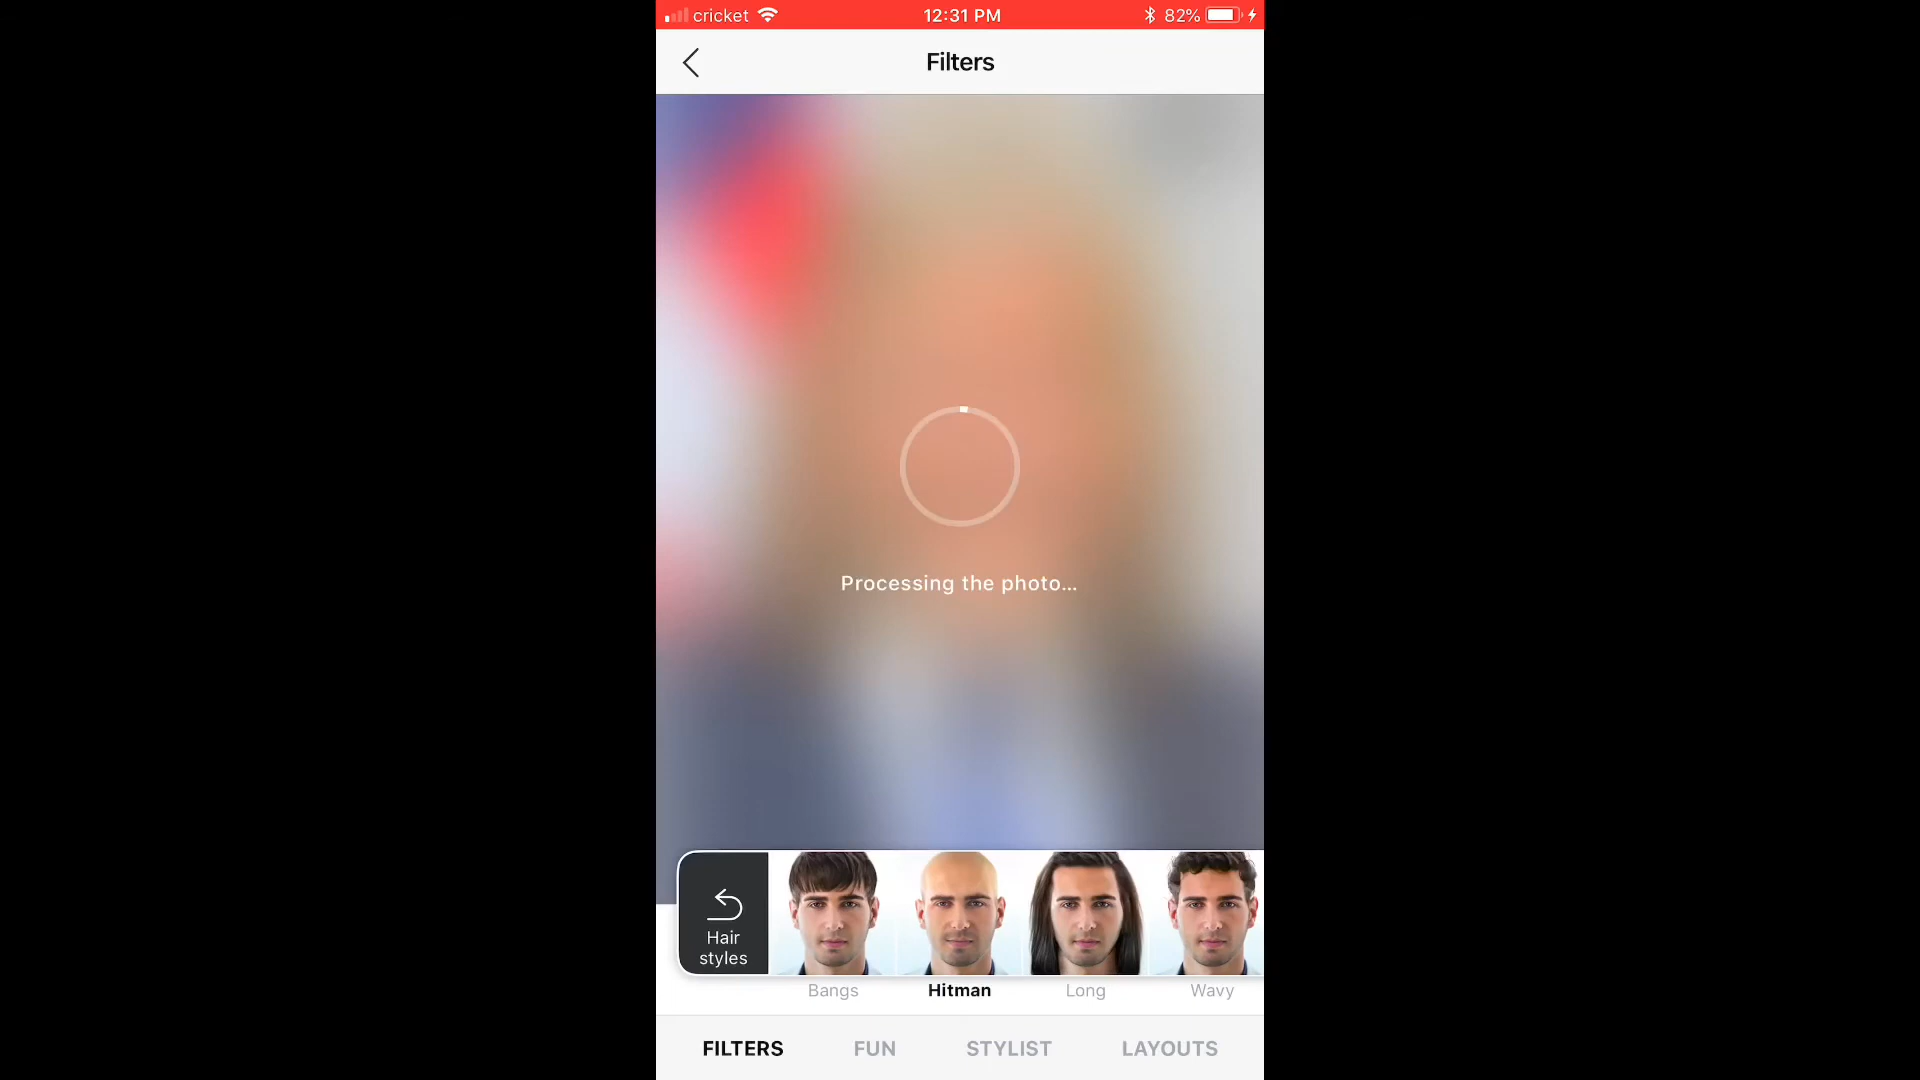 cricket 12:31 PM 82%
Filters
Processing the photo...
Hair
styles
Bangs Hitman Long Wavy
FILTERS FUN STYLIST LAYOUTS